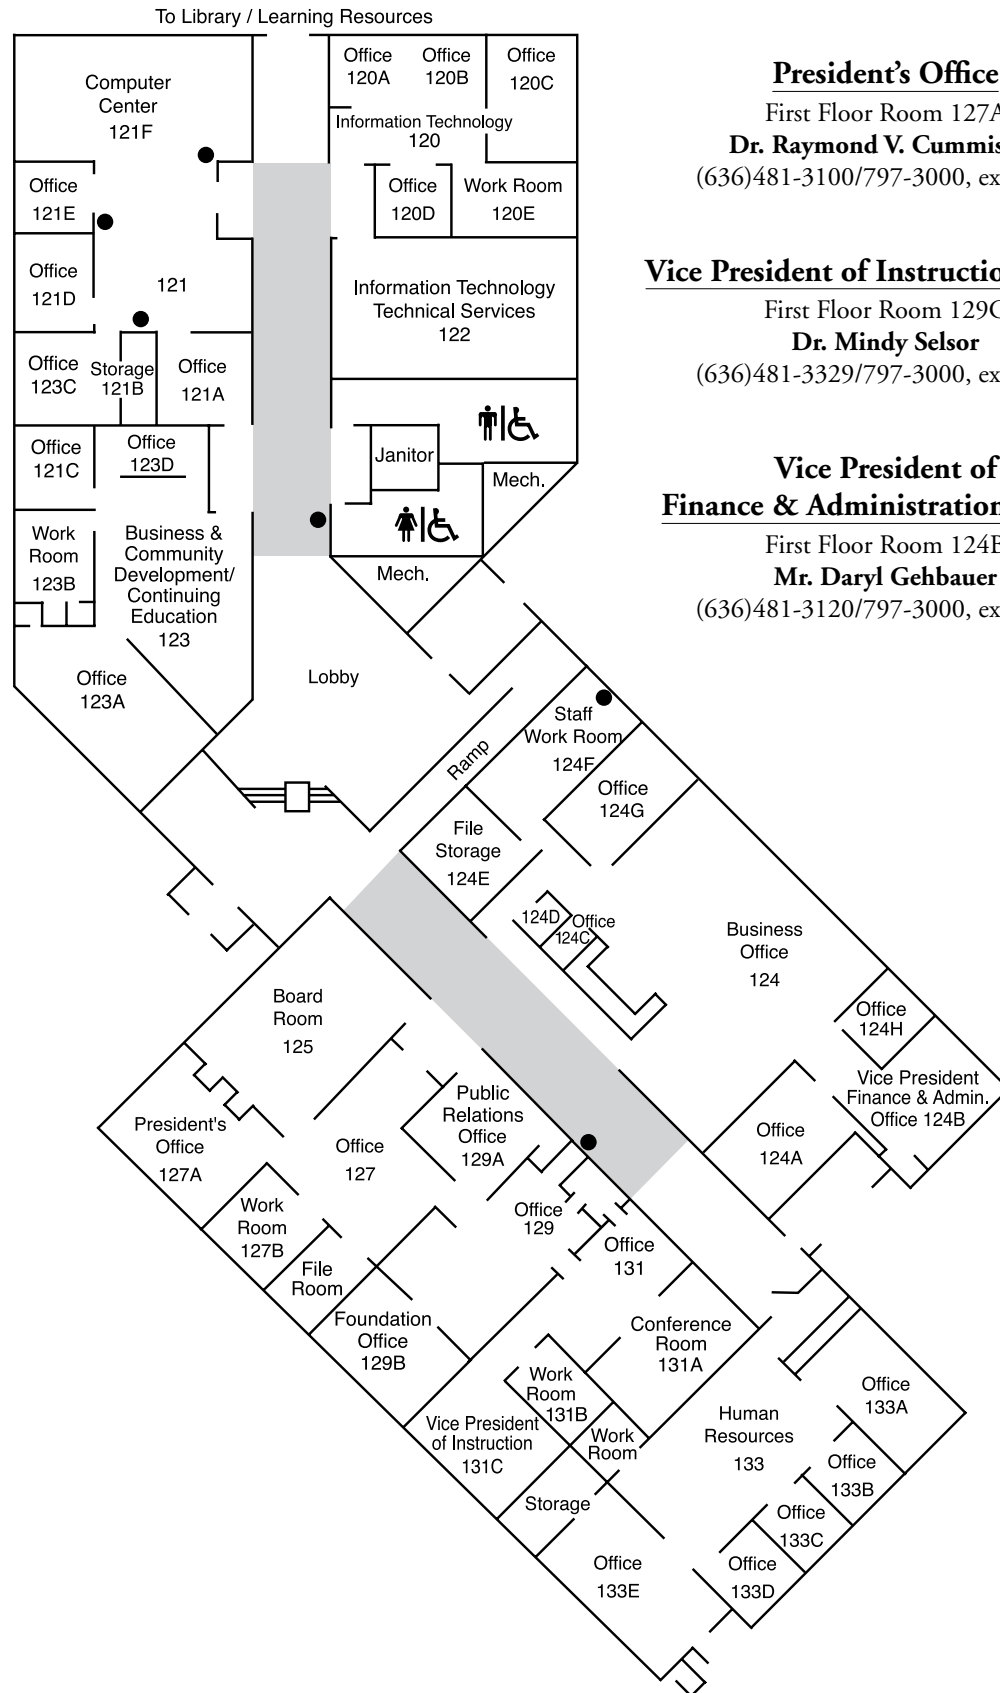 To Library / Learning Resources
Computer
Center
121F
Office
120A
Office
120B
Office
120C
Information Technology
120
Office
121E
Office
120D
Work Room
120E
Office
121D
121
Information Technology
Technical Services
122
Office
123C
Storage
121B
Office
121A
Office
121C
Office
123D
Janitor
Mech.
Work
Room
123B
Business &
Community
Development/
Continuing
Education
123
Mech.
Office
123A
Lobby
Ramp
Staff
Work Room
124F
Office
124G
File
Storage
124E
124D
Office
124C
Business
Office
124
Office
124H
Vice President
Finance & Admin.
Office 124B
Office
124A
Board
Room
125
President's
Office
127A
Office
127
Public
Relations
Office
129A
Work
Room
127B
File
Room
Office
129
Office
131
Foundation
Office
129B
Conference
Room
131A
Work
Room
131B
Work
Room
Vice President
of Instruction
131C
Storage
Human
Resources
133
Office
133A
Office
133B
Office
133C
Office
133D
Office
133E
President’s Office
First Floor Room 127A
Dr. Raymond V. Cummis
(636)481-3100/797-3000, ex
Vice President of Instructio
First Floor Room 129C
Dr. Mindy Selsor
(636)481-3329/797-3000, ex
Vice President of
Finance & Administration
First Floor Room 124B
Mr. Daryl Gehbauer
(636)481-3120/797-3000, ex